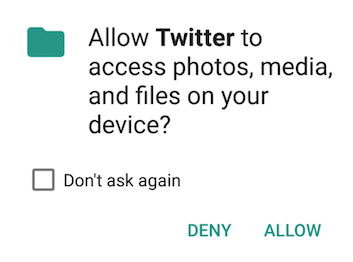 Allow Twitter to
access photos, media,
and files on your
device?
Don't ask again
DENY ALLOW